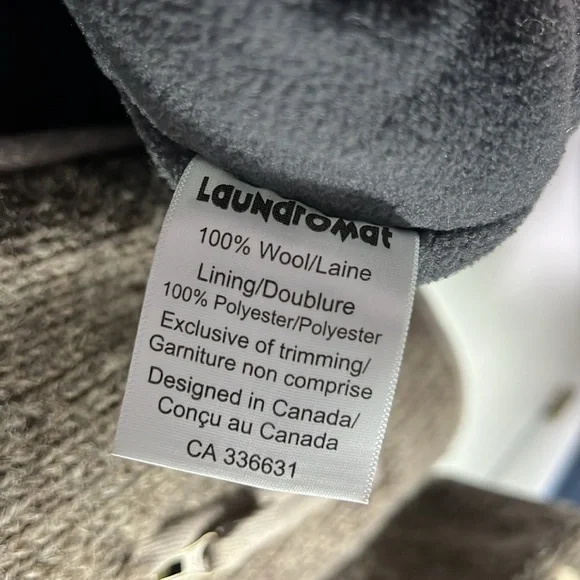 LaUNdrOMat
100% Wool/Laine
Lining/Doublure
100% Polyester/Polyester
Exclusive of trimming/
Garniture non comprise
Designed in Canada/
Conçu au Canada
CA 336631